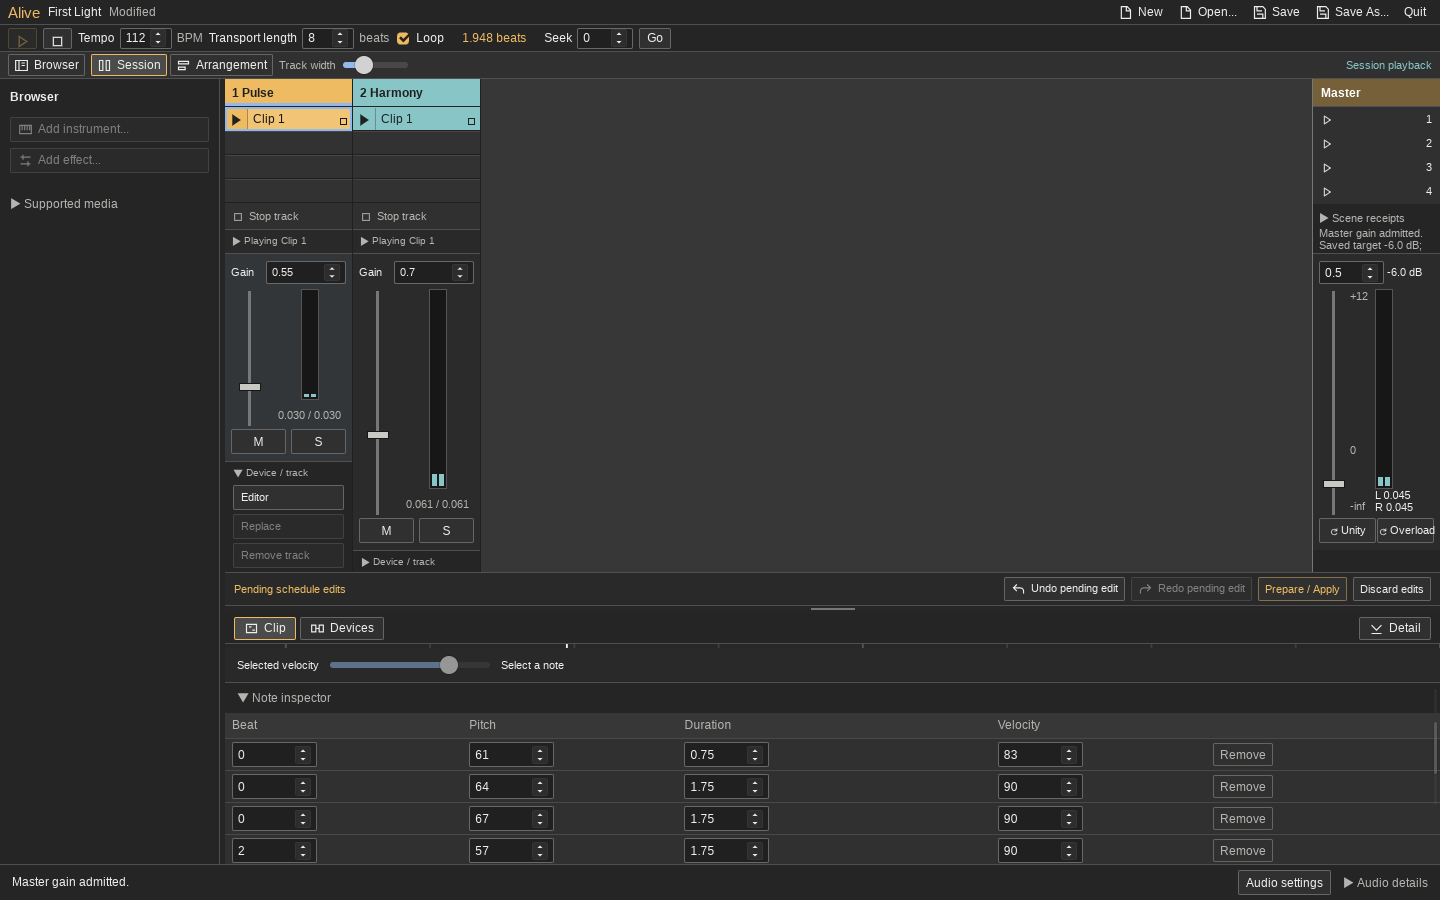 Alive First Light Modified New Open... Save Save As... Quit
Tempo 112 BPM Transport length 8 beats Loop 1.948 beats Seek 0 Go
Browser Session Arrangement Track width Session playback
Browser
Add instrument...
Add effect...
Supported media
1 Pulse 2 Harmony Master
Clip 1 Clip 1 1
2
3
4
Stop track Stop track Scene receipts
Playing Clip 1 Playing Clip 1 Master gain admitted.
Saved target -6.0 dB;
Gain 0.55 Gain 0.7 0.5 -6.0 dB
+12
0.030 / 0.030
M S 0
Device / track
Editor L 0.045
0.061 / 0.061 -inf R 0.045
Replace M S Unity Overload
Remove track Device / track
Pending schedule edits Undo pending edit Redo pending edit Prepare / Apply Discard edits
Clip Devices Detail
Selected velocity Select a note
Note inspector
Beat Pitch Duration Velocity
0 61 0.75 83 Remove
0 64 1.75 90 Remove
0 67 1.75 90 Remove
2 57 1.75 90 Remove
Master gain admitted. Audio settings Audio details